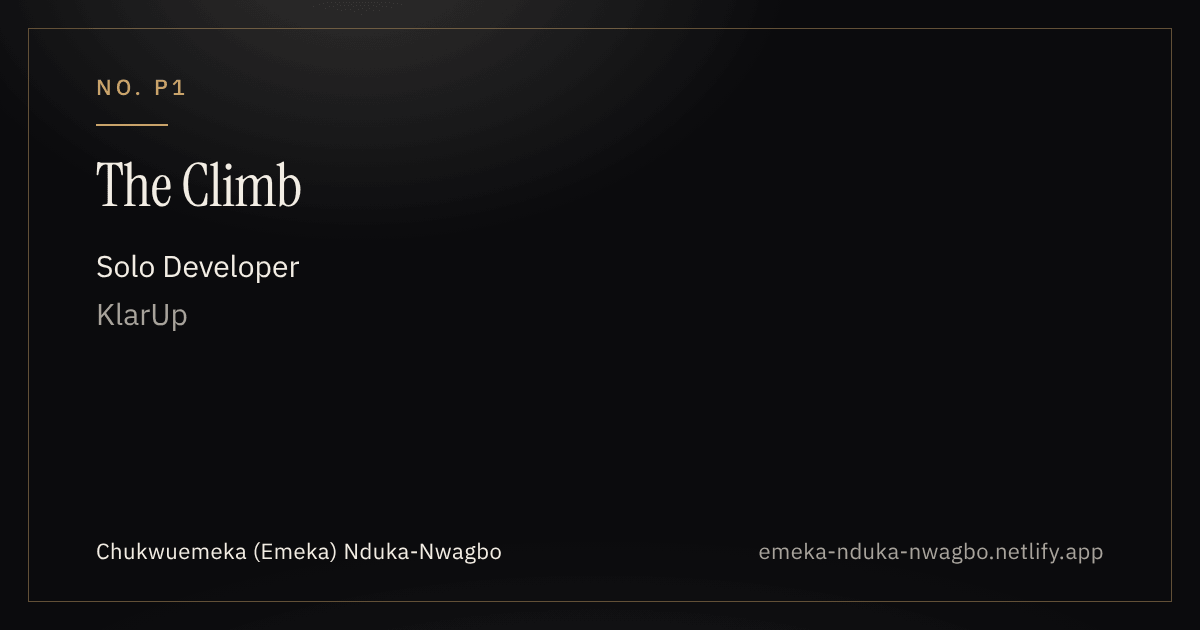 NO. P1
The Climb
Solo Developer
KlarUp
Chukwuemeka (Emeka) Nduka-Nwagbo
emeka-nduka-nwagbo.netlify.app